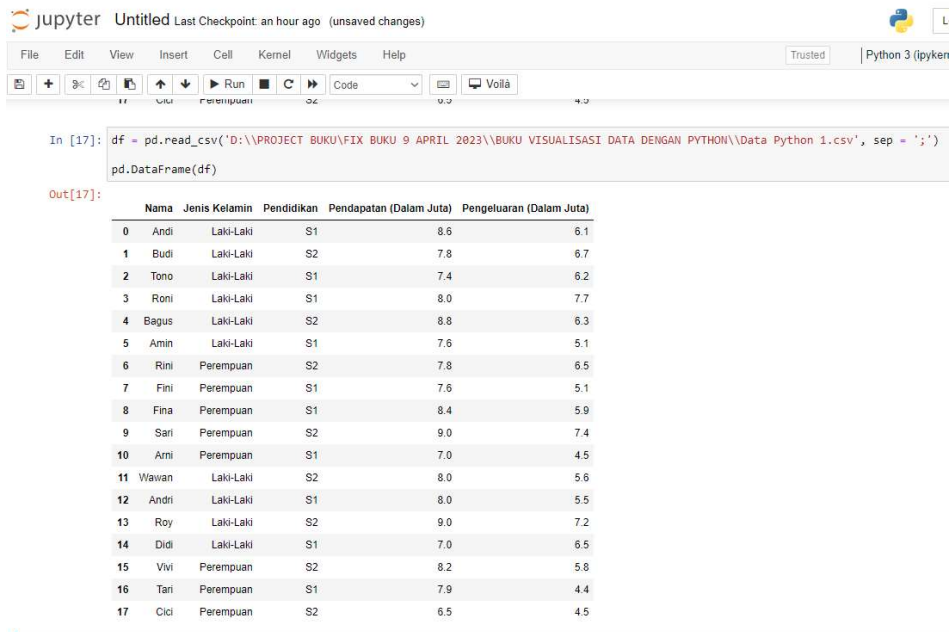 jupyter Untitled Last Checkpoint: an hour ago (unsaved changes)
File Edit View Insert Cell Kernel Widgets Help Trusted Python 3 (ipykern
Run Code Voilà
17 Cici Perempuan S2 6.5 4.5
In [17]: df = pd.read_csv('D:\\PROJECT BUKU\FIX BUKU 9 APRIL 2023\\BUKU VISUALISASI DATA DENGAN PYTHON\\Data Python 1.csv', sep = ';')
pd.DataFrame(df)
Out[17]:
Nama Jenis Kelamin Pendidikan Pendapatan (Dalam Juta) Pengeluaran (Dalam Juta)
0 Andi Laki-Laki S1 8.6 6.1
1 Budi Laki-Laki S2 7.8 6.7
2 Tono Laki-Laki S1 7.4 6.2
3 Roni Laki-Laki S1 8.0 7.7
4 Bagus Laki-Laki S2 8.8 6.3
5 Amin Laki-Laki S1 7.6 5.1
6 Rini Perempuan S2 7.8 6.5
7 Fini Perempuan S1 7.6 5.1
8 Fina Perempuan S1 8.4 5.9
9 Sari Perempuan S2 9.0 7.4
10 Arni Perempuan S1 7.0 4.5
11 Wawan Laki-Laki S2 8.0 5.6
12 Andri Laki-Laki S1 8.0 5.5
13 Roy Laki-Laki S2 9.0 7.2
14 Didi Laki-Laki S1 7.0 6.5
15 Vivi Perempuan S2 8.2 5.8
16 Tari Perempuan S1 7.9 4.4
17 Cici Perempuan S2 6.5 4.5